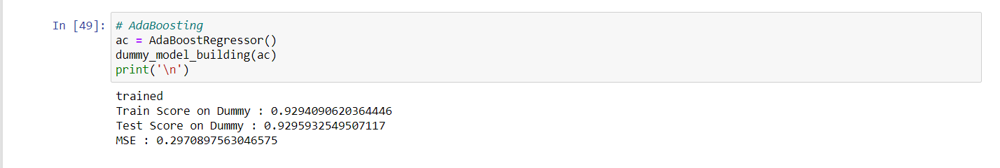 In [49]: # AdaBoosting
ac = AdaBoostRegressor()
dummy_model_building(ac)
print('\n')
trained
Train Score on Dummy : 0.9294090620364446
Test Score on Dummy : 0.9295932549507117
MSE : 0.2970897563046575